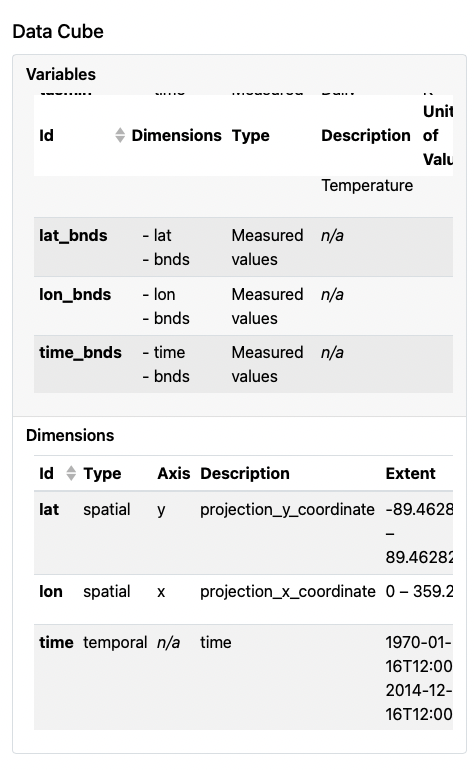 Data Cube
Variables
Id Dimensions Type Description Unit of Valu
Temperature
lat_bnds - lat Measured n/a
- bnds values
lon_bnds - lon Measured n/a
- bnds values
time_bnds - time Measured n/a
- bnds values
Dimensions
Id Type Axis Description Extent
lat spatial y projection_y_coordinate -89.4628
–
89.46282
lon spatial x projection_x_coordinate 0 – 359.2
time temporal n/a time 1970-01-
16T12:00
2014-12-
16T12:00